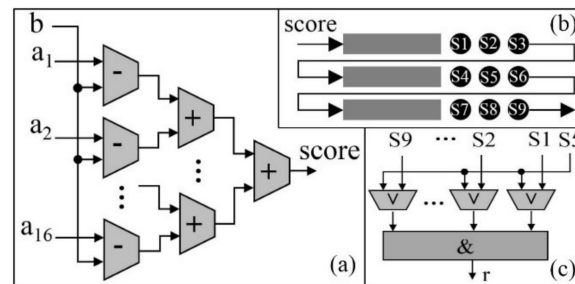 b
a1
-
a2
-
+
...
...
+
+
score
a16
-
(a)
score
(b)
S1 S2 S3
S4 S5 S6
S7 S8 S9
S9 ... S2 S1 S5
v ... v v
&
r
(c)